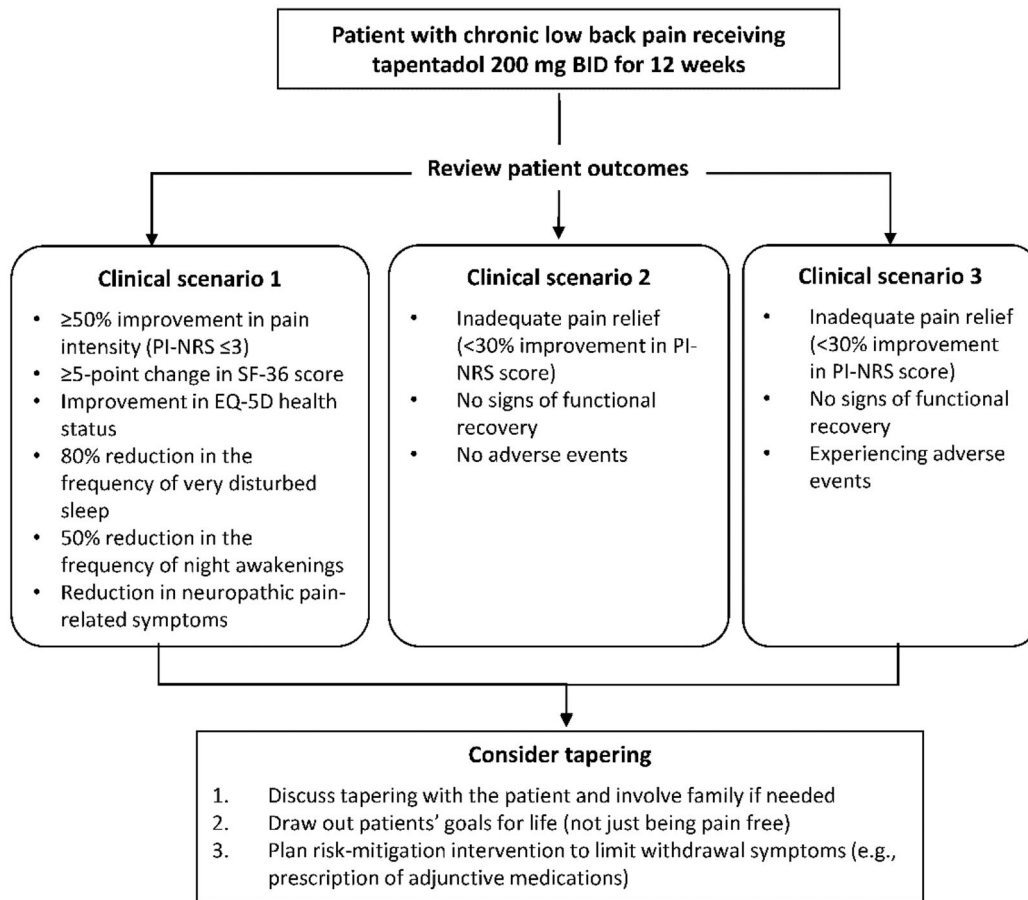 Patient with chronic low back pain receiving
tapentadol 200 mg BID for 12 weeks
Review patient outcomes
Clinical scenario 1
• ≥50% improvement in pain
intensity (PI-NRS ≤3)
• ≥5-point change in SF-36 score
• Improvement in EQ-5D health
status
• 80% reduction in the
frequency of very disturbed
sleep
• 50% reduction in the
frequency of night awakenings
• Reduction in neuropathic pain-
related symptoms
Clinical scenario 2
• Inadequate pain relief
(<30% improvement in PI-
NRS score)
• No signs of functional
recovery
• No adverse events
Clinical scenario 3
• Inadequate pain relief
(<30% improvement
in PI-NRS score)
• No signs of functional
recovery
• Experiencing adverse
events
Consider tapering
1. Discuss tapering with the patient and involve family if needed
2. Draw out patients' goals for life (not just being pain free)
3. Plan risk-mitigation intervention to limit withdrawal symptoms (e.g.,
prescription of adjunctive medications)